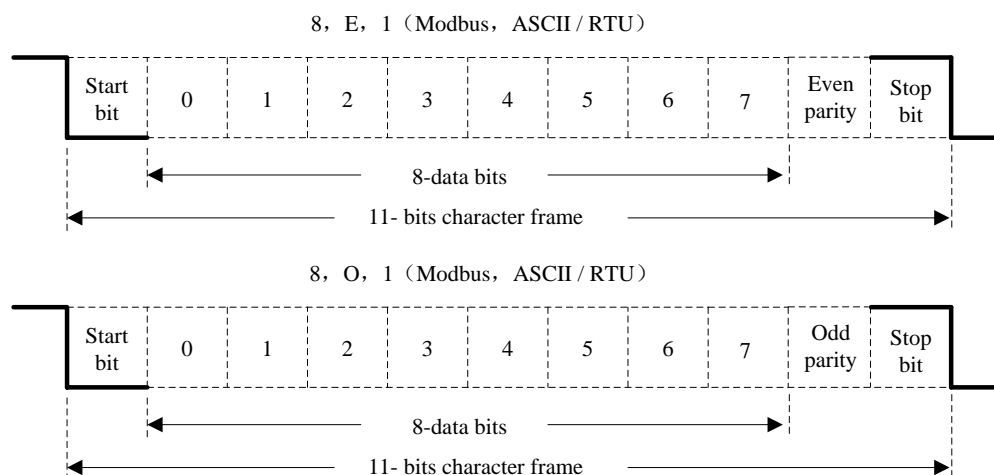 8，E，1（Modbus，ASCII / RTU）
Start bit 0 1 2 3 4 5 6 7 Even parity Stop bit
8-data bits
11- bits character frame
8，O，1（Modbus，ASCII / RTU）
Start bit 0 1 2 3 4 5 6 7 Odd parity Stop bit
8-data bits
11- bits character frame